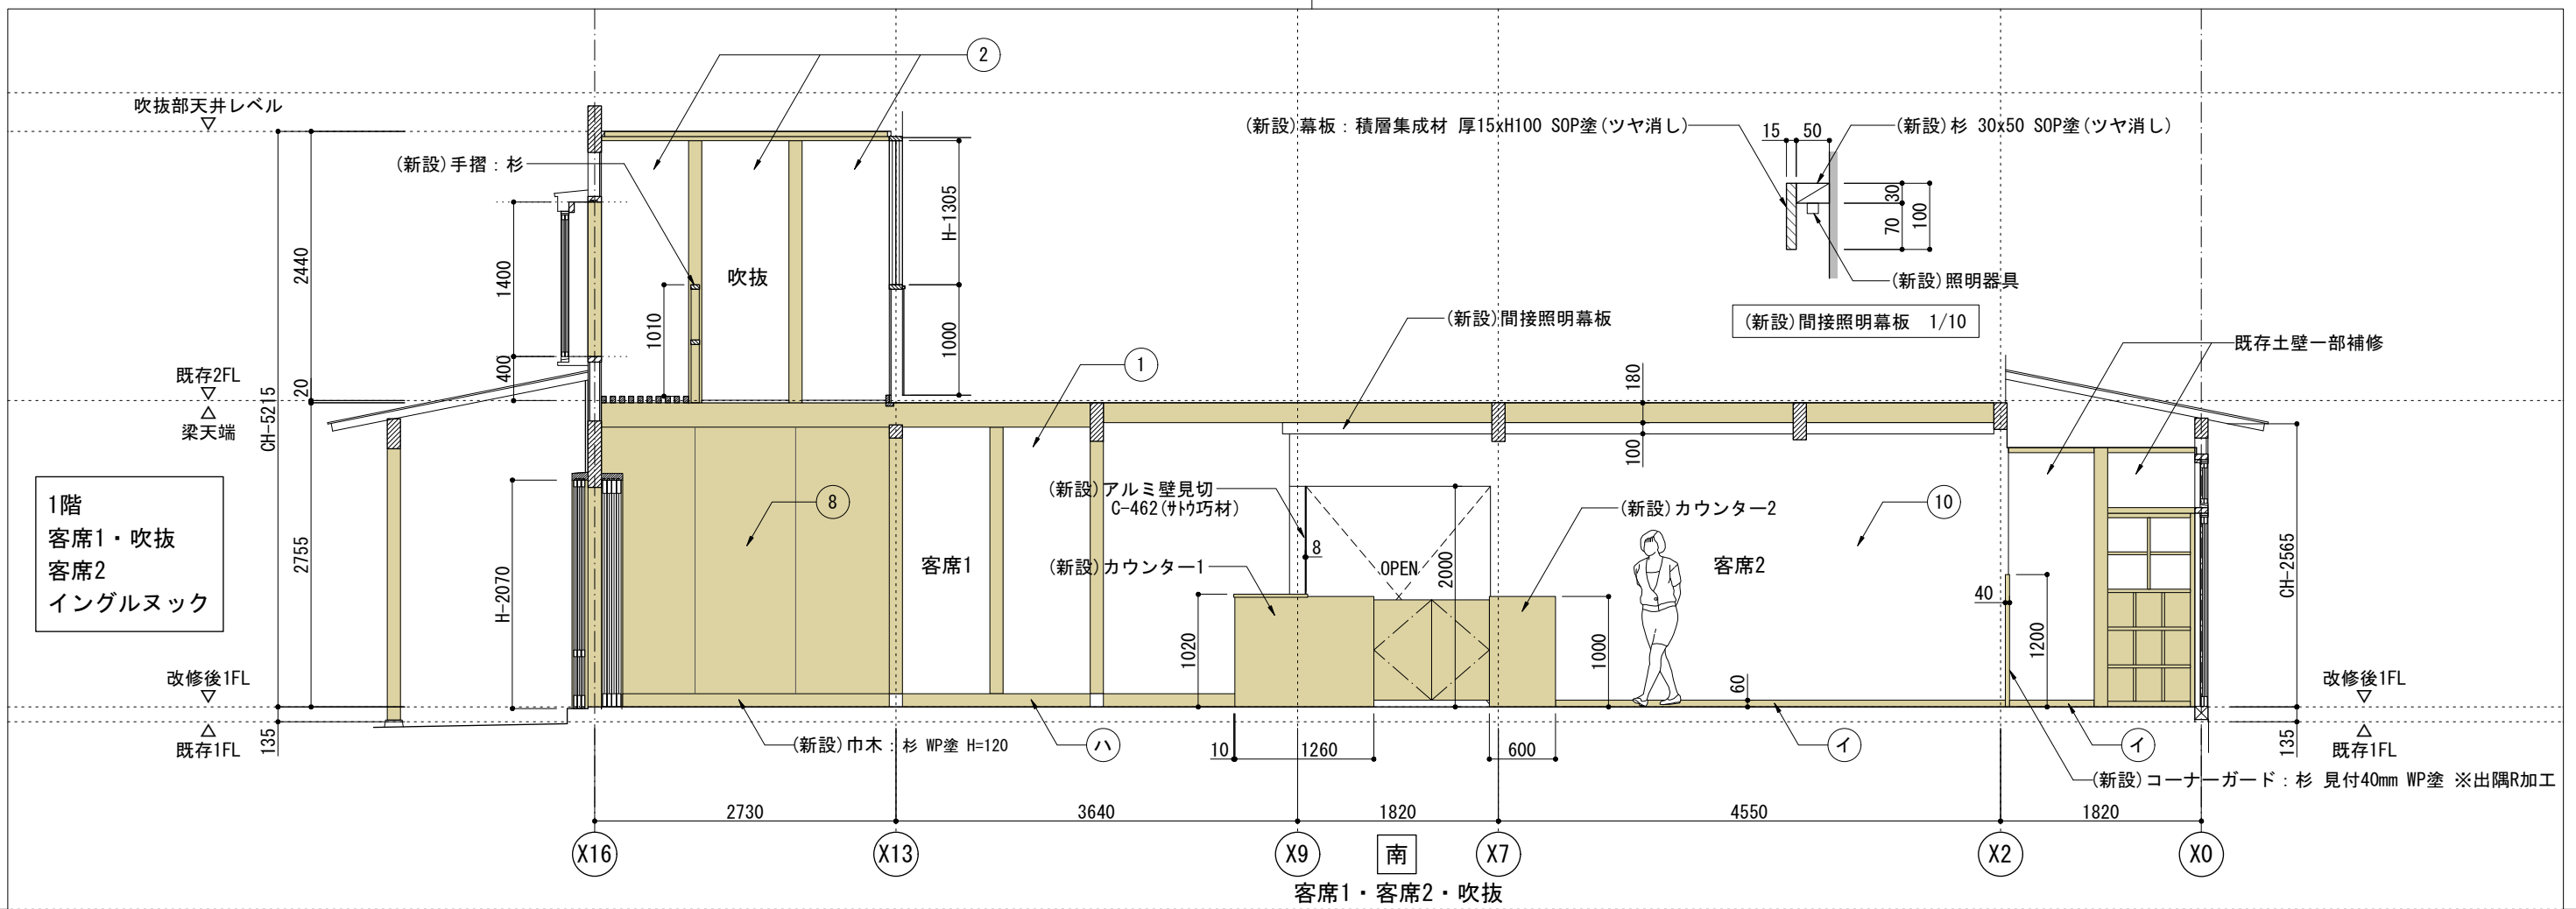 2
吹抜部天井レベル
(新設)幕板：積層集成材 厚15xH100 SOP塗(ツヤ消し)
15
50
(新設)杉 30x50 SOP塗(ツヤ消し)
(新設)手摺：杉
30
70
100
2440
1400
1010
吹抜
H-1305
1000
(新設)照明器具
(新設)間接照明幕板
(新設)間接照明幕板 1/10
既存土壁一部補修
1
既存2FL
20
400
180
梁天端
CH-5215
100
1階
客席1・吹抜
客席2
イングルヌック
2755
H-2070
8
(新設)アルミ壁見切
C-462(ｻﾄｳ巧材)
(新設)カウンター2
10
客席1
8
(新設)カウンター1
OPEN
2000
客席2
40
1200
CH-2565
1020
1000
60
改修後1FL
改修後1FL
既存1FL
135
(新設)巾木：杉 WP塗 H=120
ハ
10
1260
600
イ
イ
135
既存1FL
(新設)コーナーガード：杉 見付40mm WP塗 ※出隅R加工
2730
3640
1820
4550
1820
X16
X13
X9
南
X7
X2
X0
客席1・客席2・吹抜